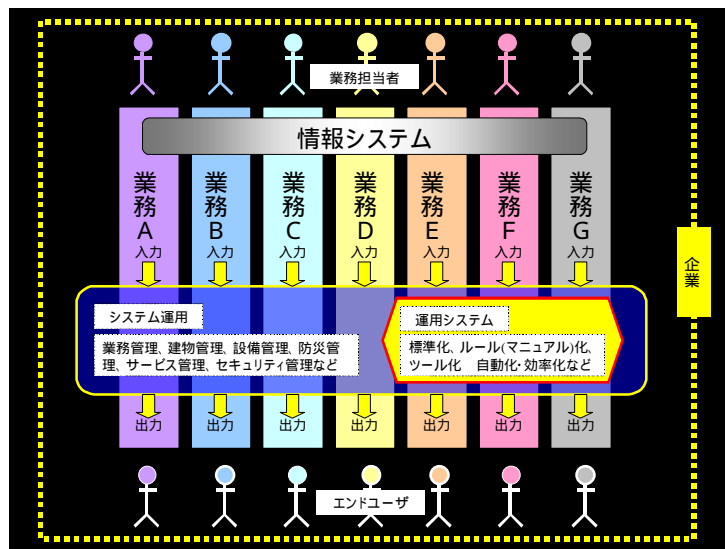 業務担当者
情報システム
業務A
業務B
業務C
業務D
業務E
業務F
業務G
入力
入力
入力
入力
入力
入力
入力
企業
システム運用
業務管理、建物管理、設備管理、防災管
理、サービス管理、セキュリティ管理など
運用システム
標準化、ルール(マニュアル)化、
ツール化 自動化・効率化など
出力
出力
出力
出力
出力
出力
出力
エンドユーザ